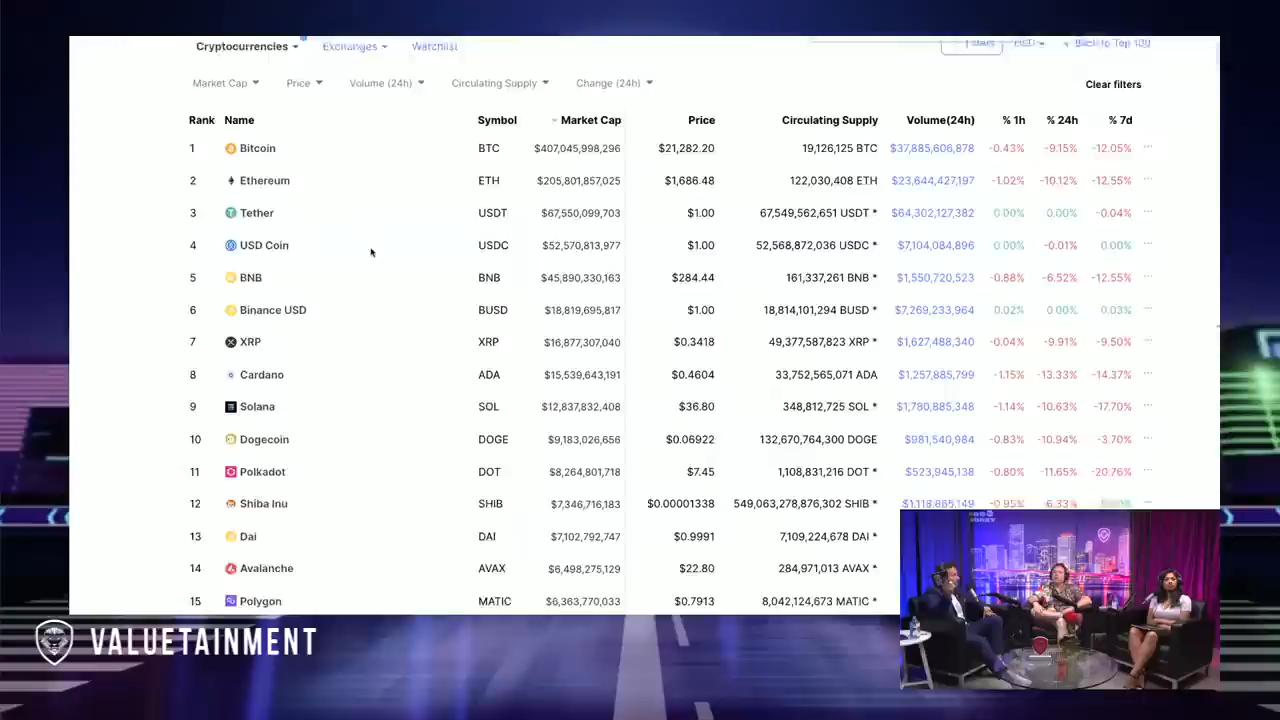 Cryptocurrencies Exchanges Watchlist Back to Top 100
Market Cap Price Volume (24h) Circulating Supply Change (24h) Clear filters
Rank Name Symbol Market Cap Price Circulating Supply Volume(24h) % 1h % 24h % 7d
1 Bitcoin BTC $407,045,998,296 $21,282.20 19,126,125 BTC $37,885,606,878 -0.43% -9.15% -12.05% ...
2 Ethereum ETH $205,801,857,025 $1,686.48 122,030,408 ETH $23,644,427,197 -1.02% -10.12% -12.55% ...
3 Tether USDT $67,550,099,703 $1.00 67,549,562,651 USDT * $64,302,127,382 0.00% 0.00% -0.04% ...
4 USD Coin USDC $52,570,813,977 $1.00 52,568,872,036 USDC * $7,104,084,896 0.00% -0.01% 0.00% ...
5 BNB BNB $45,890,330,163 $284.44 161,337,261 BNB * $1,550,720,523 -0.88% -6.52% -12.55% ...
6 Binance USD BUSD $18,819,695,817 $1.00 18,814,101,294 BUSD * $7,269,233,964 0.02% 0.00% 0.03% ...
7 XRP XRP $16,877,307,040 $0.3418 49,377,587,823 XRP * $1,627,488,340 -0.04% -9.91% -9.50% ...
8 Cardano ADA $15,539,643,191 $0.4604 33,752,565,071 ADA $1,257,885,799 -1.15% -13.33% -14.37% ...
9 Solana SOL $12,837,832,408 $36.80 348,812,725 SOL * $1,780,885,348 -1.14% -10.63% -17.70% ...
10 Dogecoin DOGE $9,183,026,656 $0.06922 132,670,764,300 DOGE $981,540,984 -0.83% -10.94% -3.70% ...
11 Polkadot DOT $8,264,801,718 $7.45 1,108,831,216 DOT * $523,945,138 -0.80% -11.65% -20.76% ...
12 Shiba Inu SHIB $7,346,716,183 $0.00001338 549,063,278,876,302 SHIB * -0.95% ...
13 Dai DAI $7,102,792,747 $0.9991 7,109,224,678 DAI *
14 Avalanche AVAX $6,498,275,129 $22.80 284,971,013 AVAX *
15 Polygon MATIC $6,363,770,033 $0.7913 8,042,124,673 MATIC *
VALUETAINMENT